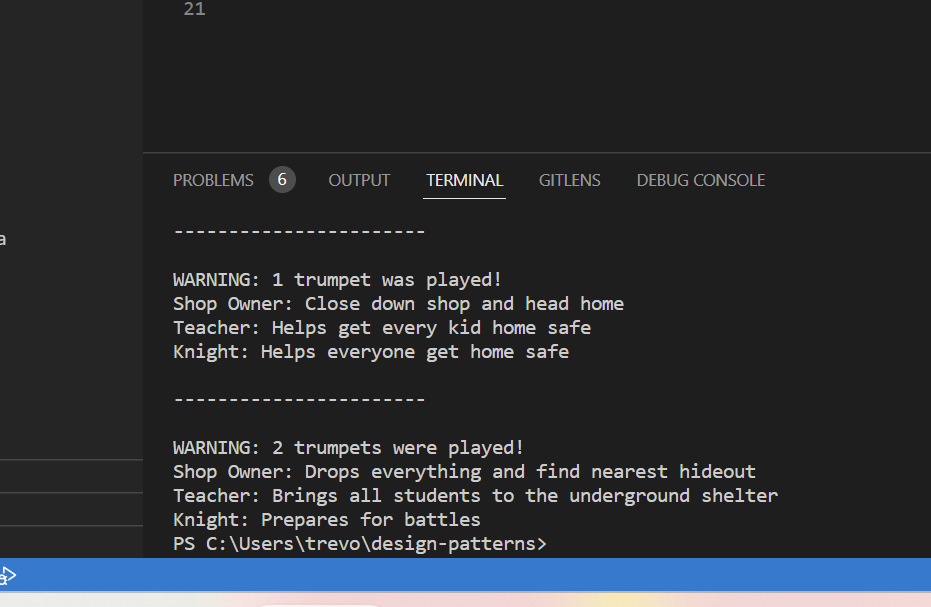 21
PROBLEMS 6 OUTPUT TERMINAL GITLENS DEBUG CONSOLE
a
-----------------------
WARNING: 1 trumpet was played!
Shop Owner: Close down shop and head home
Teacher: Helps get every kid home safe
Knight: Helps everyone get home safe
-----------------------
WARNING: 2 trumpets were played!
Shop Owner: Drops everything and find nearest hideout
Teacher: Brings all students to the underground shelter
Knight: Prepares for battles
PS C:\Users\trevo\design-patterns>